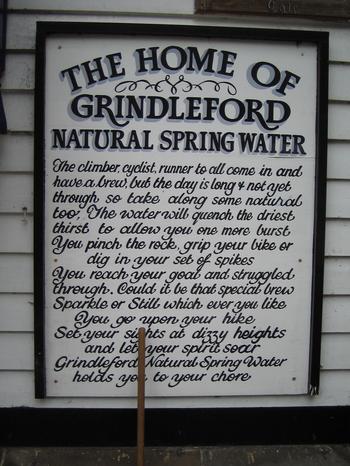 THE HOME OF
GRINDLEFORD
NATURAL SPRING WATER
The climber, cyclist, runner to all come in and
have a brew, but the day is long & not yet
through so take along some natural
too, The water will quench the driest
thirst to allow you one more burst
You pinch the rock, grip your bike or
dig in your set of spikes
You reach your goal and struggled
through. Could it be that special brew
Sparkle or Still which ever you like
You go upon your hike
Set your sights at dizzy heights
and let your spirit soar
Grindleford Natural Spring Water
holds you to your chore